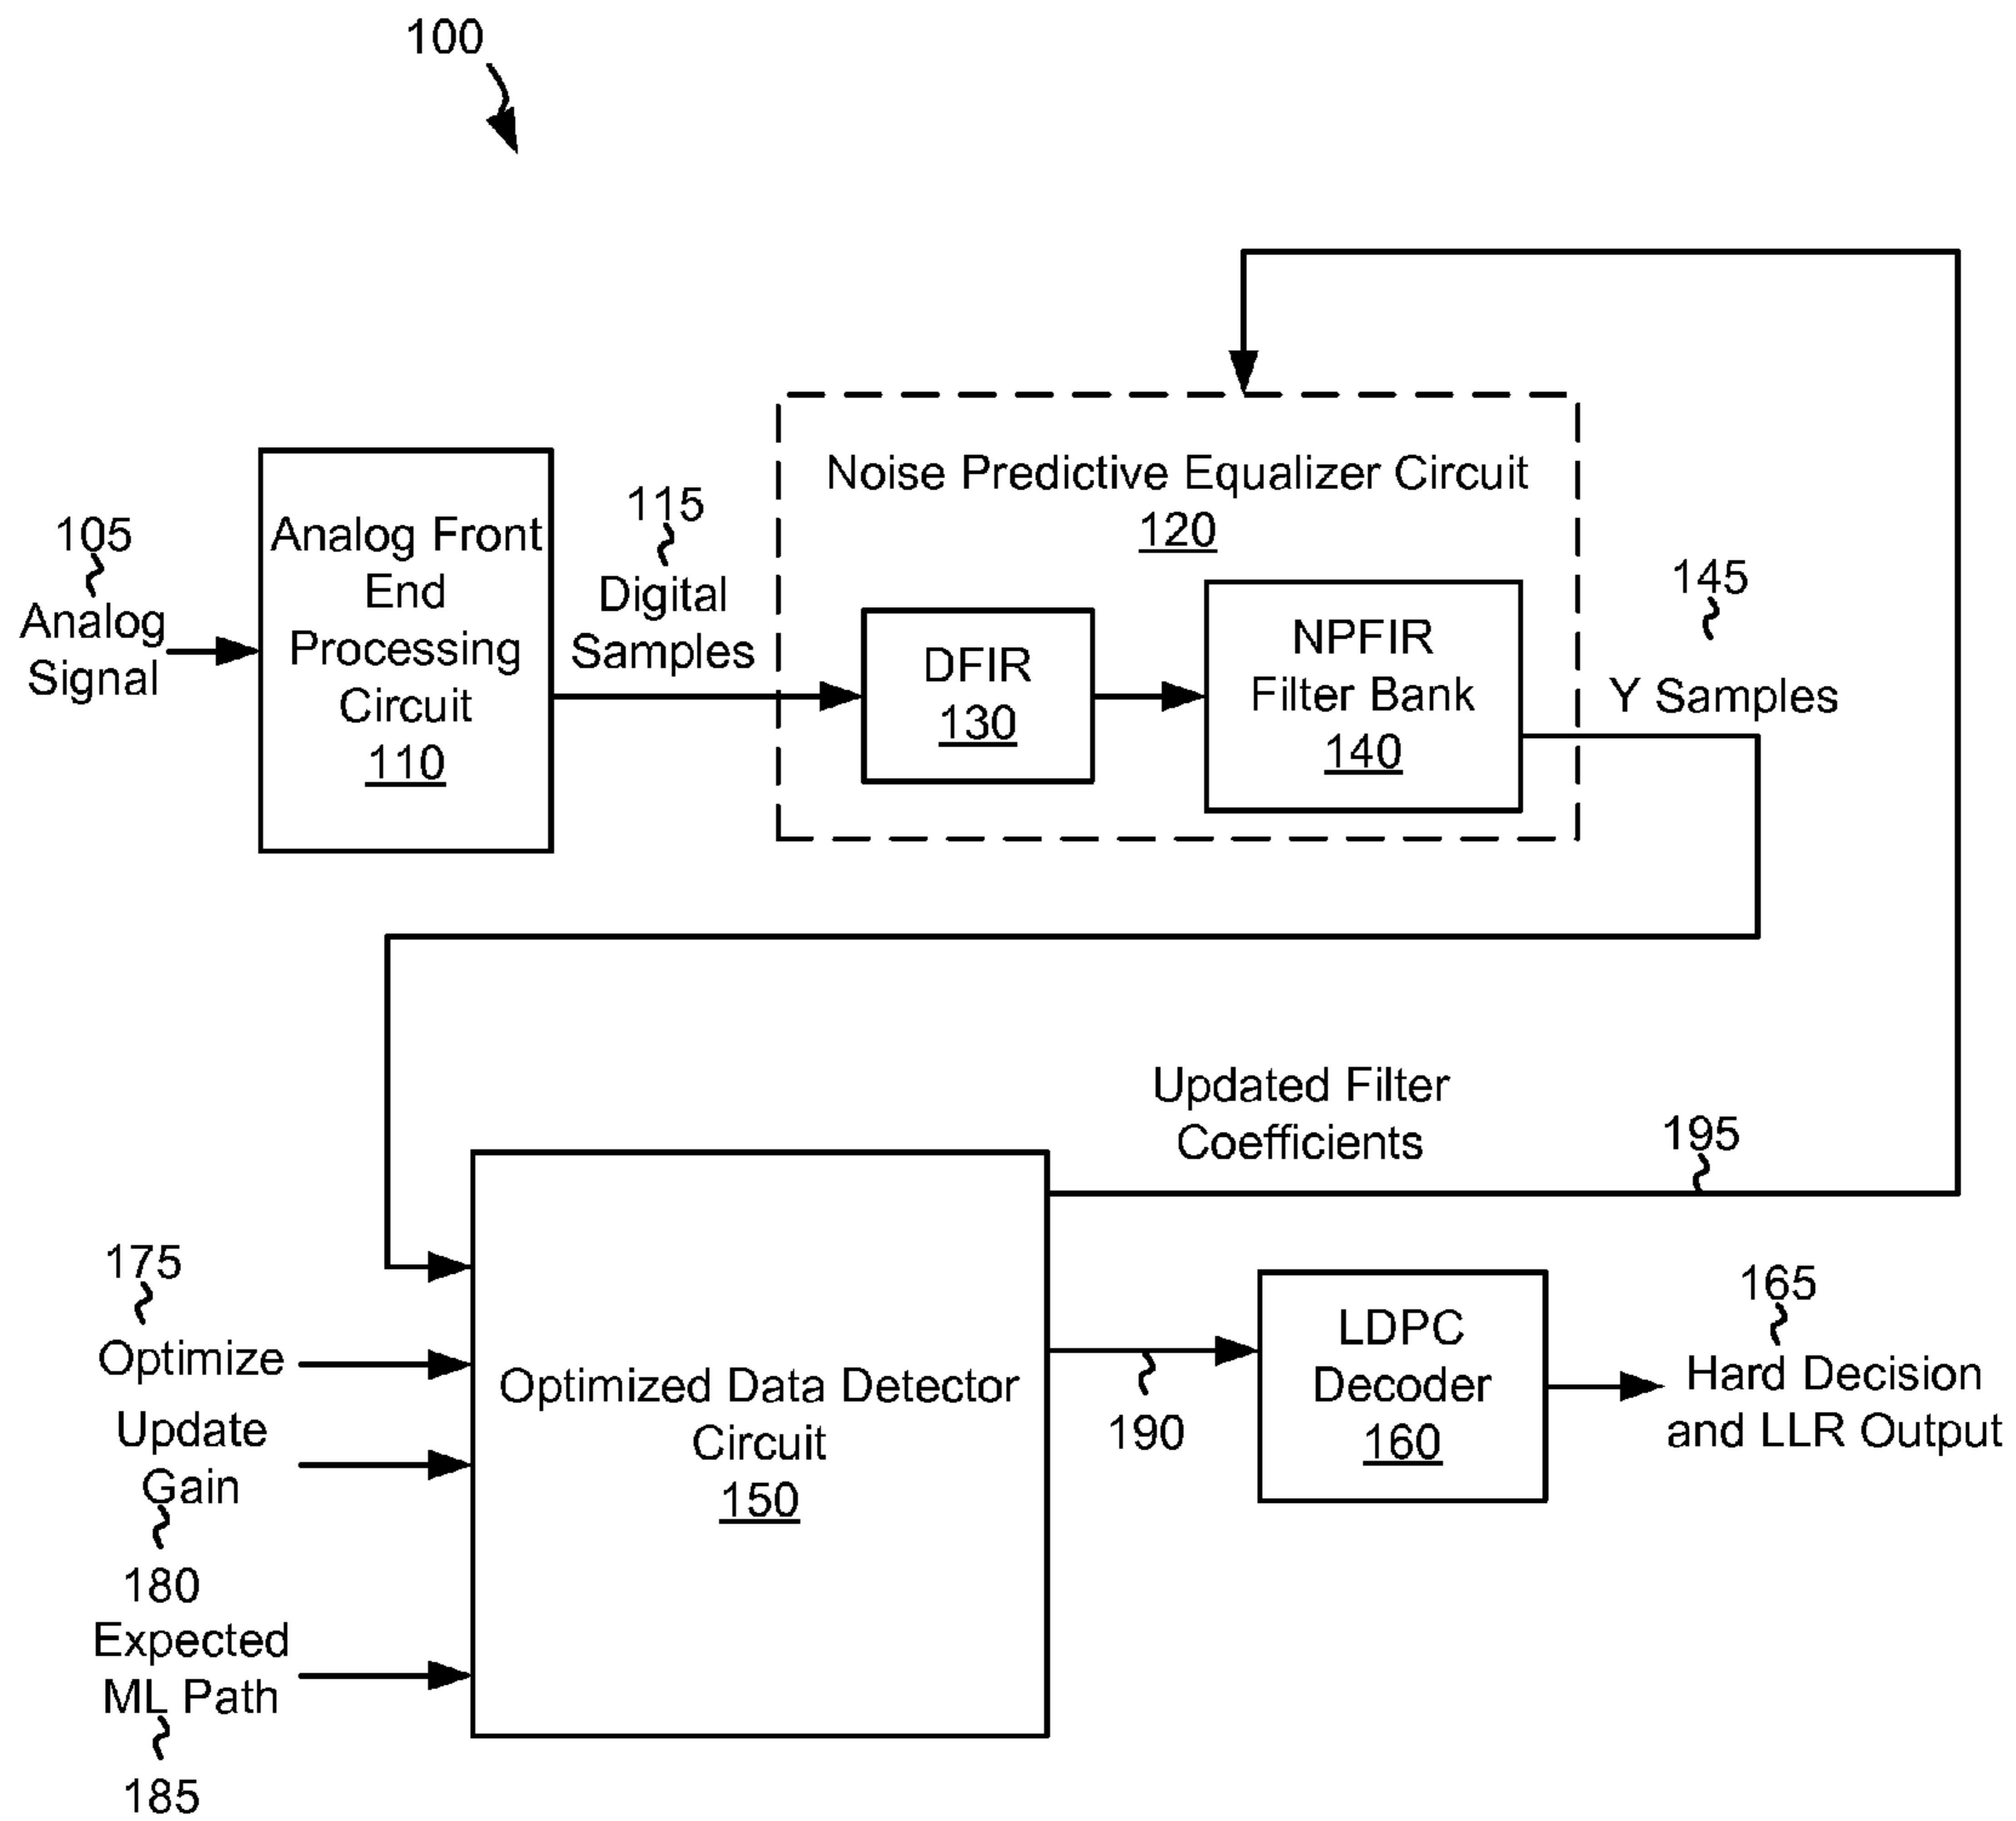 100
105
Analog
Signal
Analog Front
End
Processing
Circuit
110
115
Digital
Samples
Noise Predictive Equalizer Circuit
120
DFIR
130
NPFIR
Filter Bank
140
145
Y Samples
Updated Filter
Coefficients
195
175
Optimize
Update
Gain
180
Expected
ML Path
185
Optimized Data Detector
Circuit
150
190
LDPC
Decoder
160
165
Hard Decision
and LLR Output